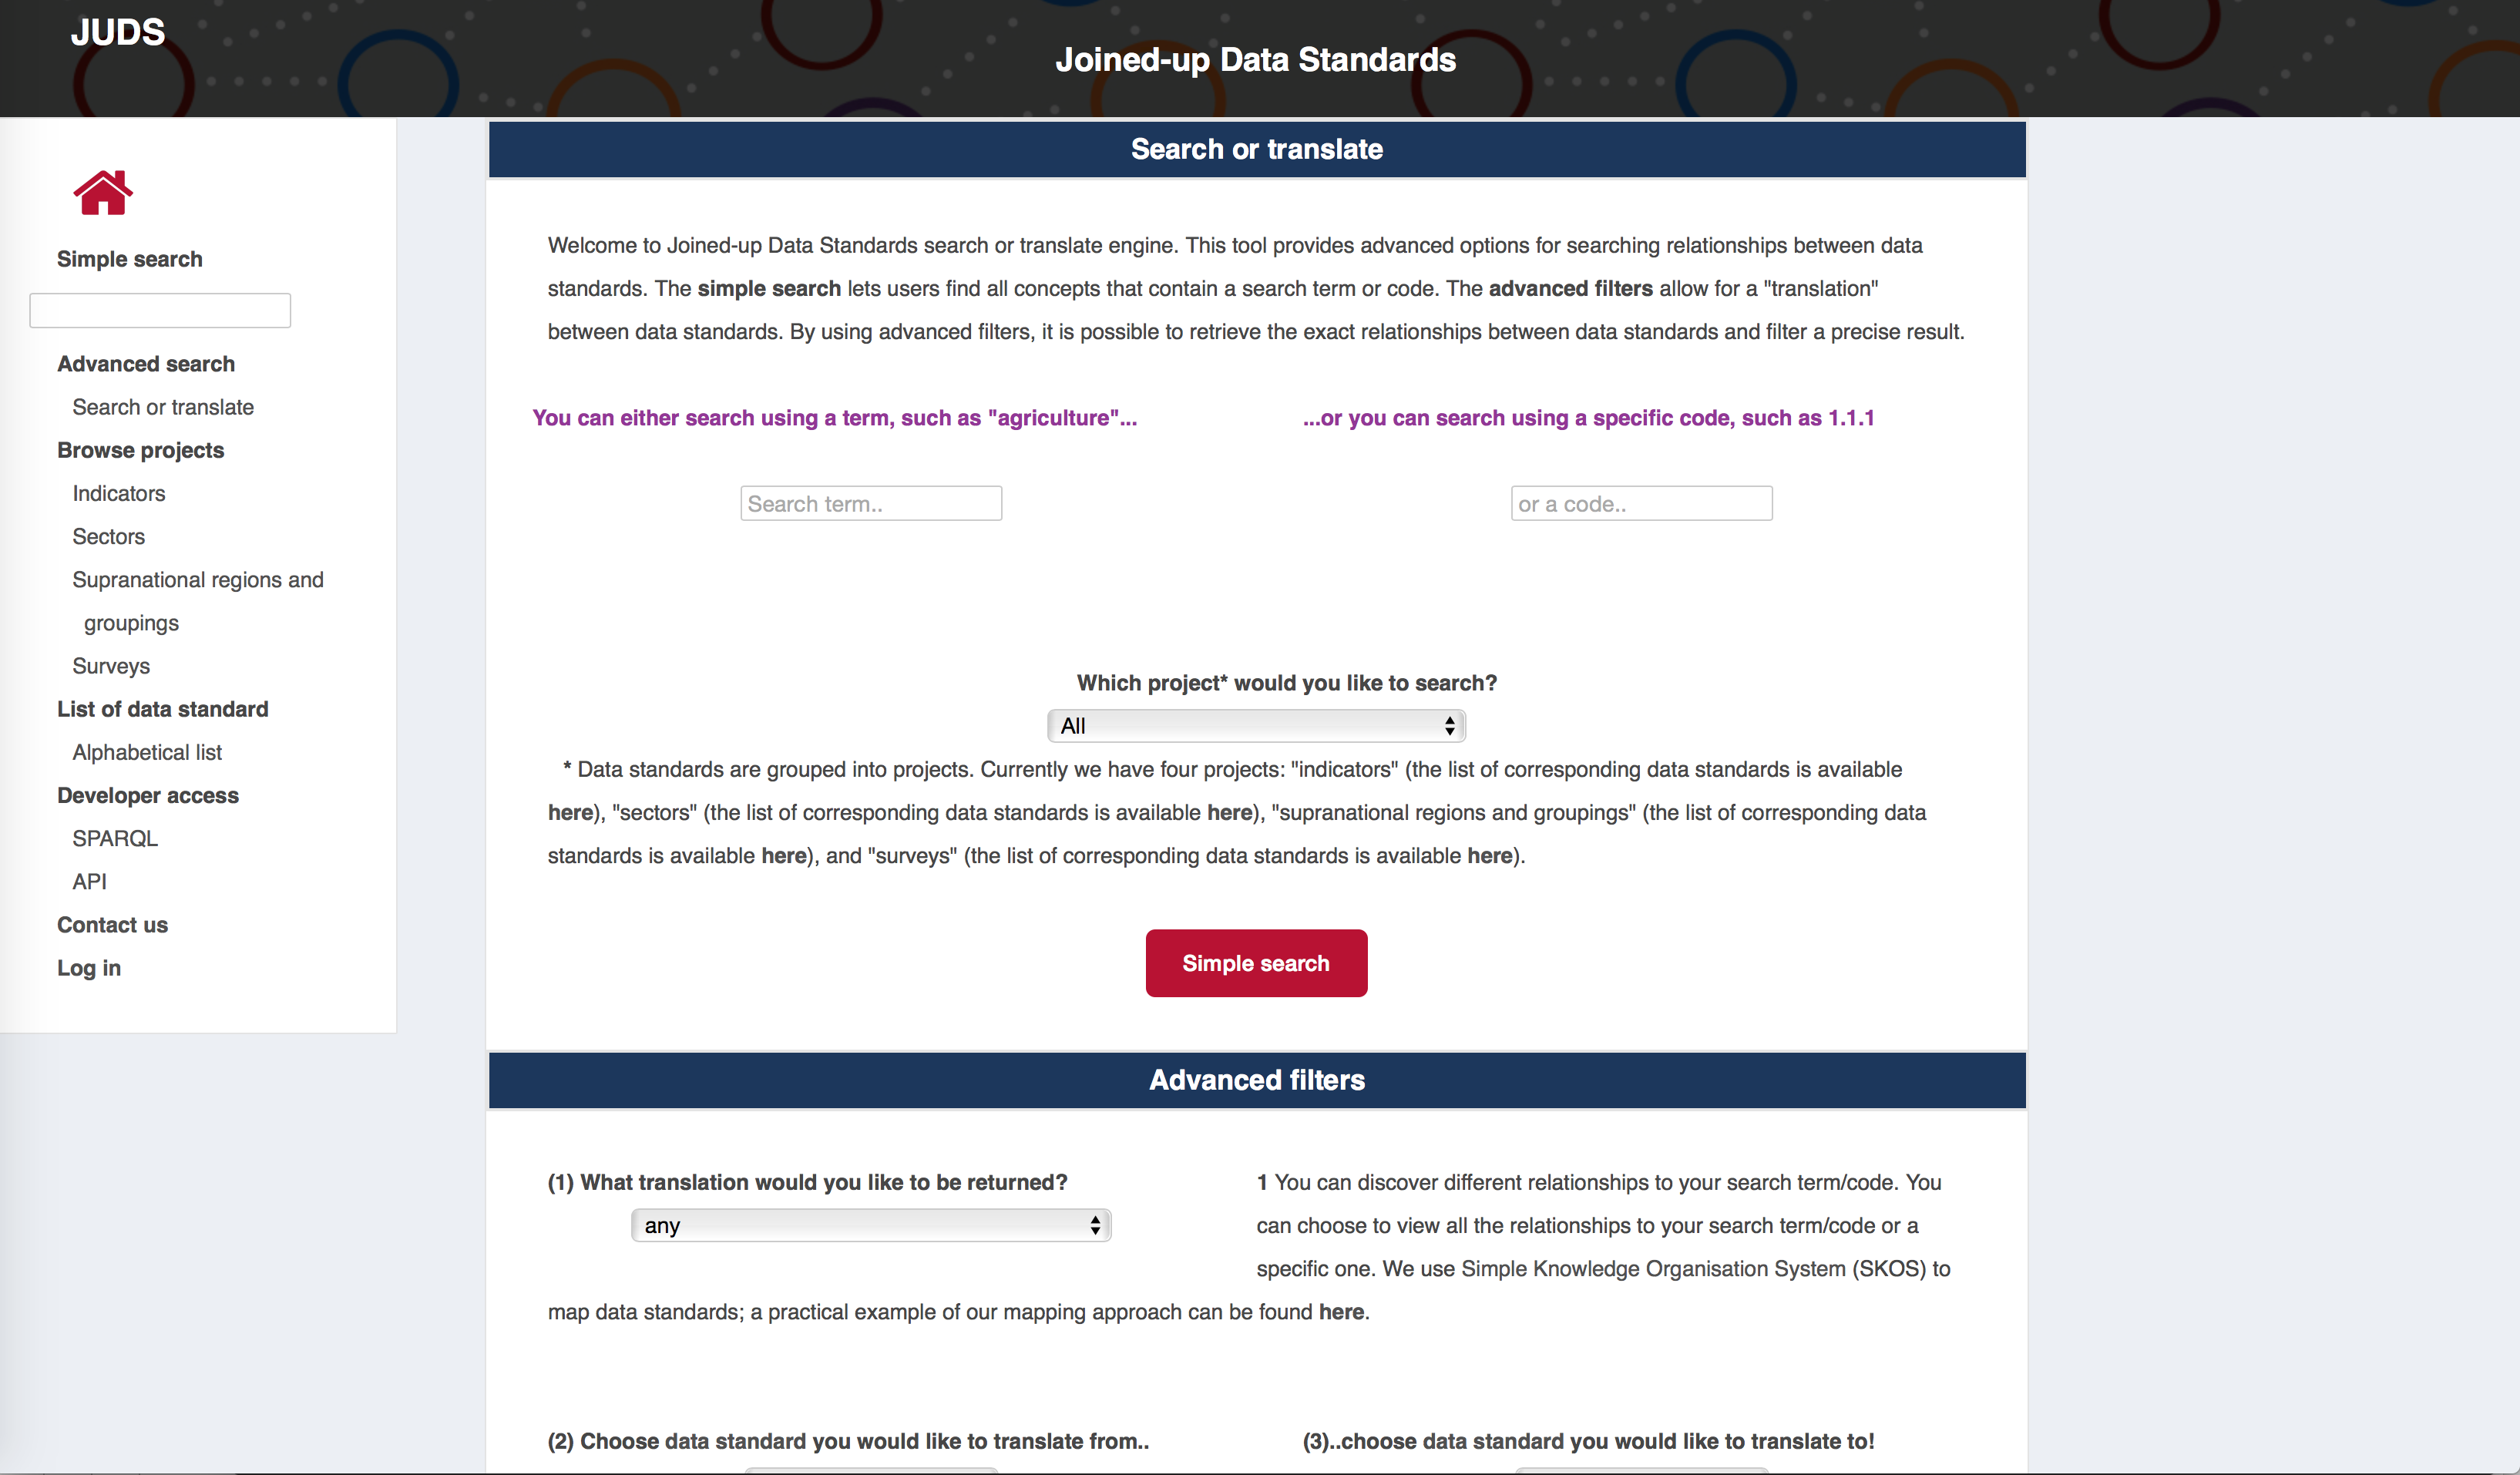 JUDS
Joined-up Data Standards
Simple search
Advanced search
Search or translate
Browse projects
Indicators
Sectors
Supranational regions and
groupings
Surveys
List of data standard
Alphabetical list
Developer access
SPARQL
API
Contact us
Log in
Search or translate
Welcome to Joined-up Data Standards search or translate engine. This tool provides advanced options for searching relationships between data
standards. The simple search lets users find all concepts that contain a search term or code. The advanced filters allow for a "translation"
between data standards. By using advanced filters, it is possible to retrieve the exact relationships between data standards and filter a precise result.
You can either search using a term, such as "agriculture"...
...or you can search using a specific code, such as 1.1.1
Search term..
or a code..
Which project* would you like to search?
All
* Data standards are grouped into projects. Currently we have four projects: "indicators" (the list of corresponding data standards is available
here), "sectors" (the list of corresponding data standards is available here), "supranational regions and groupings" (the list of corresponding data
standards is available here), and "surveys" (the list of corresponding data standards is available here).
Simple search
Advanced filters
(1) What translation would you like to be returned?
any
1 You can discover different relationships to your search term/code. You
can choose to view all the relationships to your search term/code or a
specific one. We use Simple Knowledge Organisation System (SKOS) to
map data standards; a practical example of our mapping approach can be found here.
(2) Choose data standard you would like to translate from..
(3)..choose data standard you would like to translate to!